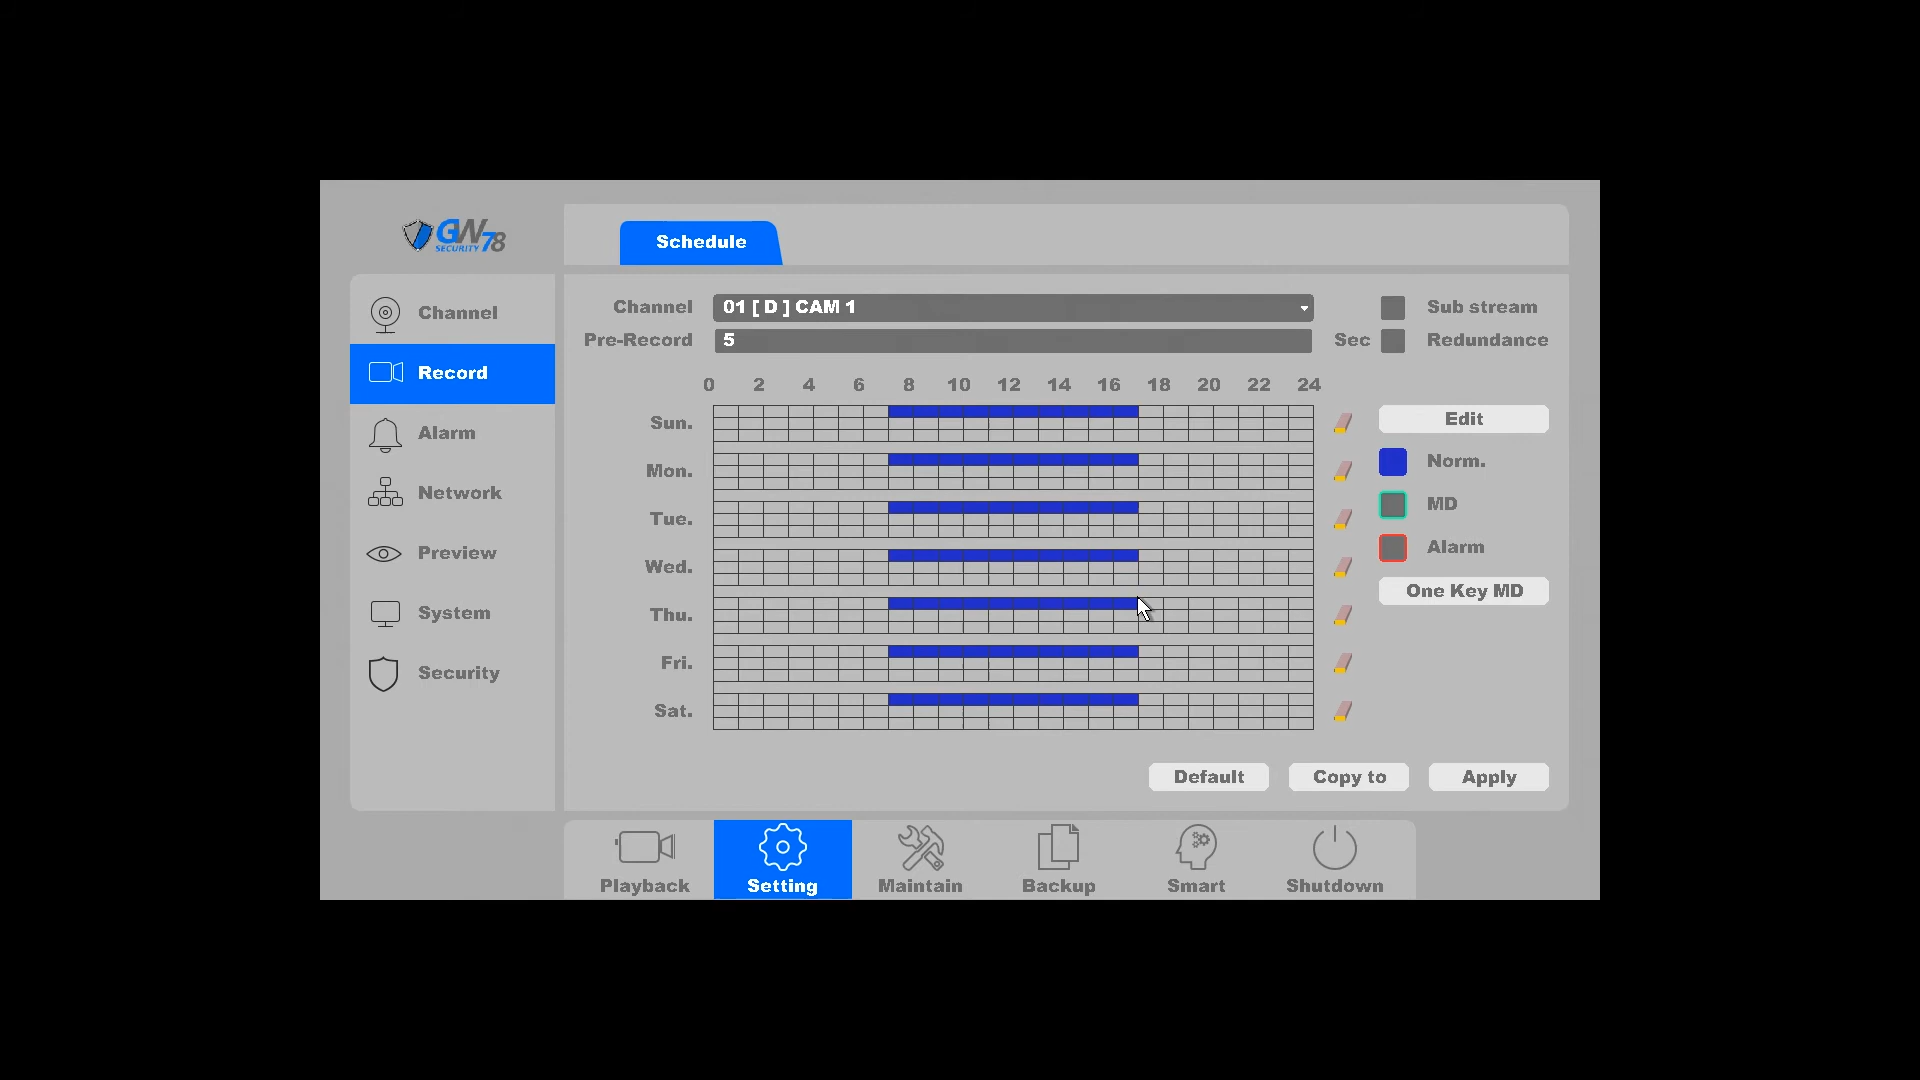 GW78
SECURITY
Schedule
Channel
Record
Alarm
Network
Preview
System
Security
Channel 01 [ D ] CAM 1 Sub stream
Pre-Record 5 Sec Redundance
0 2 4 6 8 10 12 14 16 18 20 22 24
Sun.
Mon.
Tue.
Wed.
Thu.
Fri.
Sat.
Edit
Norm.
MD
Alarm
One Key MD
Default Copy to Apply
Playback Setting Maintain Backup Smart Shutdown